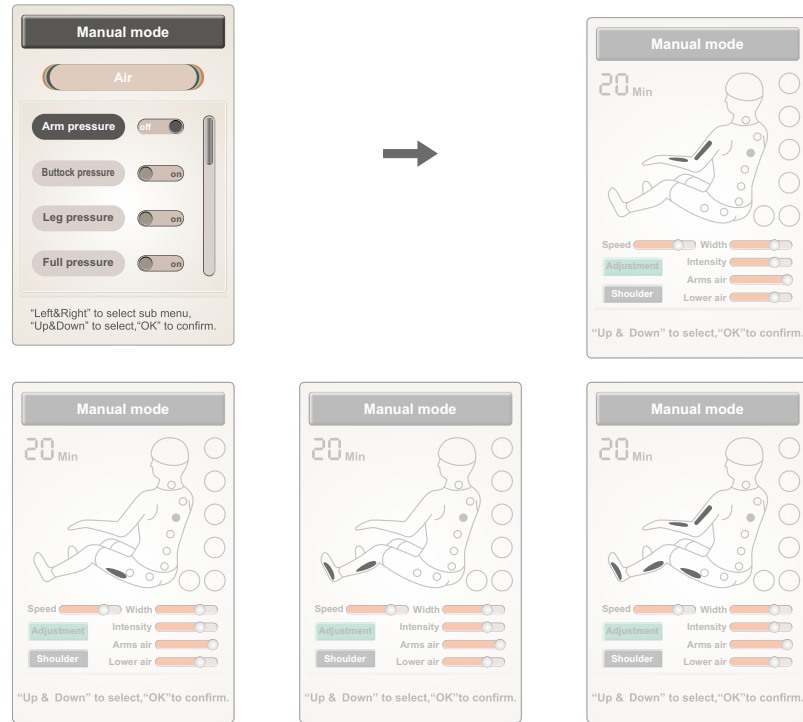 Manual mode
Air
Arm pressure off
Buttock pressure on
Leg pressure on
Full pressure on
"Left&Right" to select sub menu,
"Up&Down" to select,"OK" to confirm.
Manual mode
20 Min
Speed Width
Adjustment Intensity
Arms air
Shoulder Lower air
"Up & Down" to select,"OK"to confirm.
Manual mode
20 Min
Speed Width
Adjustment Intensity
Arms air
Shoulder Lower air
"Up & Down" to select,"OK"to confirm.
Manual mode
20 Min
Speed Width
Adjustment Intensity
Arms air
Shoulder Lower air
"Up & Down" to select,"OK"to confirm.
Manual mode
20 Min
Speed Width
Adjustment Intensity
Arms air
Shoulder Lower air
"Up & Down" to select,"OK"to confirm.